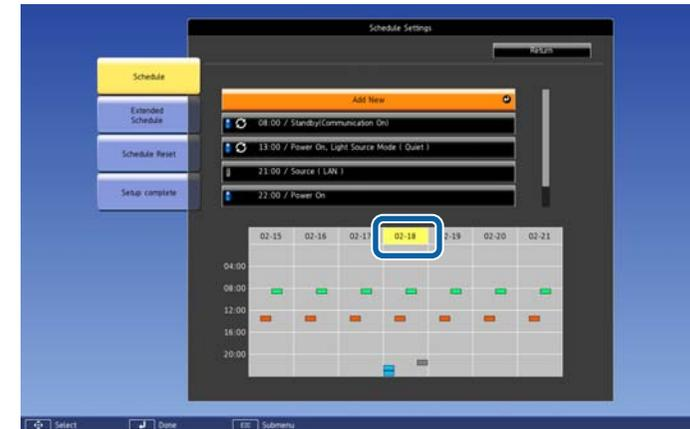 Schedule Settings
Return
Schedule
Extended
Schedule
Schedule Reset
Setup complete
Add New
08:00 / Standby(Communication On)
13:00 / Power On, Light Source Mode ( Quiet )
21:00 / Source ( LAN )
22:00 / Power On
02-15 02-16 02-17 02-18 2-19 02-20 02-21
04:00
08:00
12:00
16:00
20:00
Select Done Esc Submenu